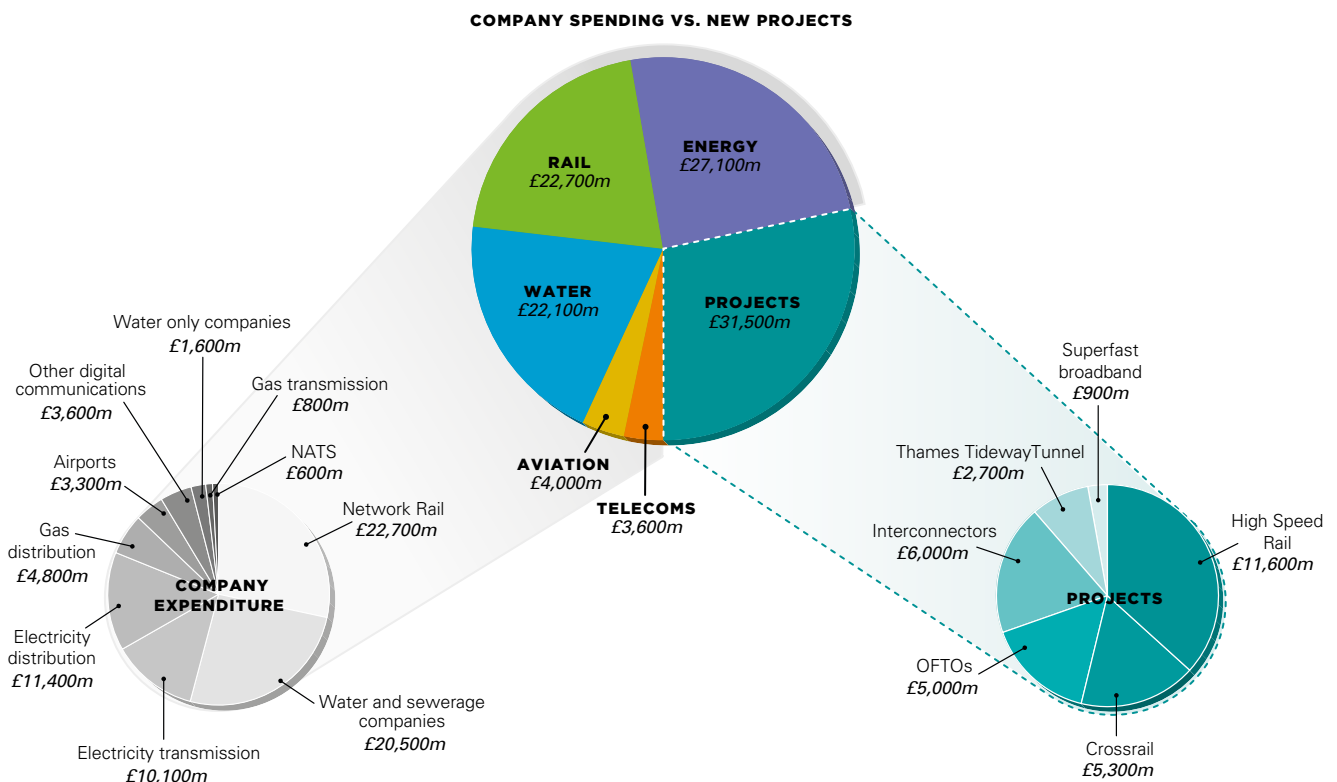 COMPANY SPENDING VS. NEW PROJECTS
ENERGY
£27,100m
RAIL
£22,700m
WATER
£22,100m
PROJECTS
£31,500m
AVIATION
£4,000m
TELECOMS
£3,600m
Water only companies
£1,600m
Other digital
communications
£3,600m
Gas transmission
£800m
Airports
£3,300m
NATS
£600m
Network Rail
£22,700m
Gas
distribution
£4,800m
COMPANY
EXPENDITURE
Electricity
distribution
£11,400m
Water and sewerage
companies
£20,500m
Electricity transmission
£10,100m
Superfast
broadband
£900m
Thames TidewayTunnel
£2,700m
Interconnectors
£6,000m
High Speed
Rail
£11,600m
PROJECTS
OFTOs
£5,000m
Crossrail
£5,300m